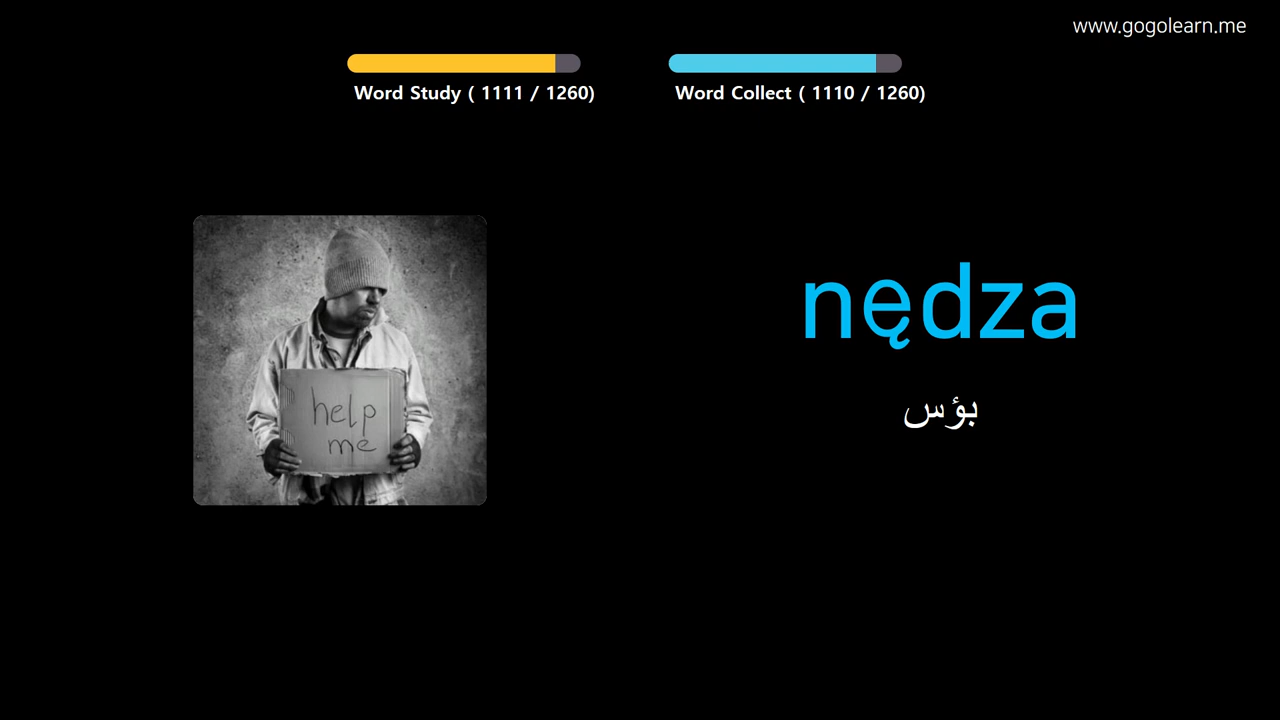 www.gogolearn.me
Word Study ( 1111 / 1260)
Word Collect ( 1110 / 1260)
help
me
nędza
بؤس